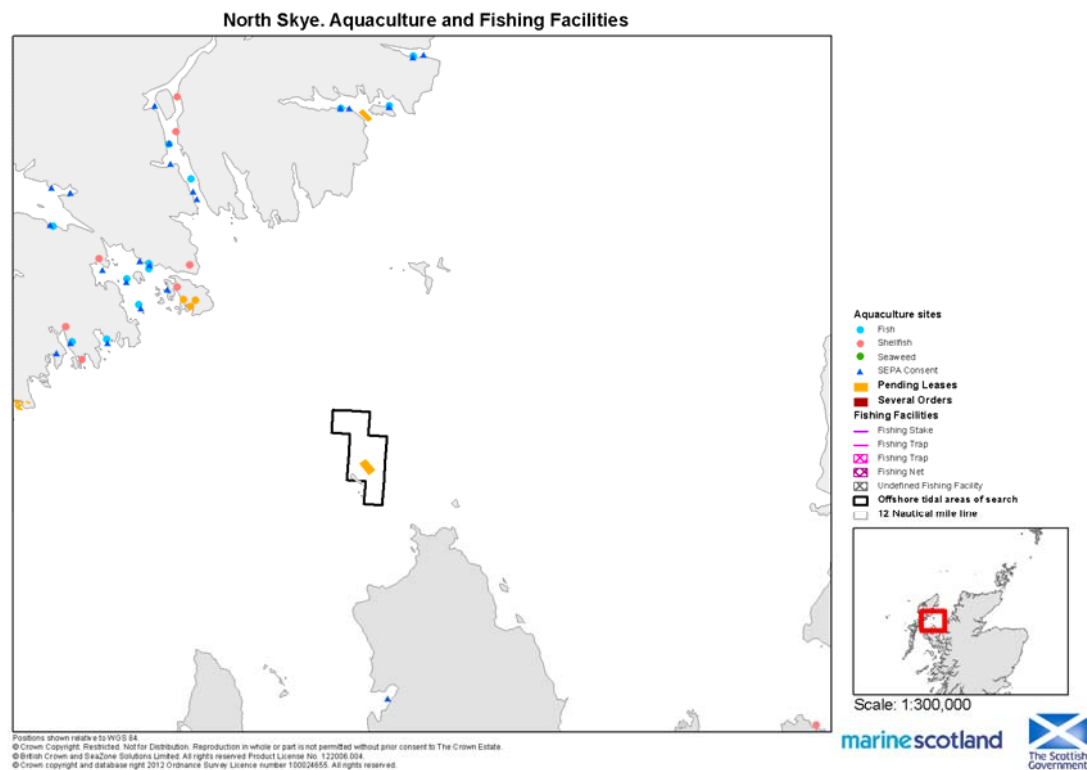 North Skye. Aquaculture and Fishing Facilities
Aquaculture sites
Fish
Shellfish
Seaweed
SEPA Consent
Pending Leases
Several Orders
Fishing Facilities
Fishing Stake
Fishing Trap
Fishing Trap
Fishing Net
Undefined Fishing Facility
Offshore tidal areas of search
12 Nautical mile line
Scale: 1:300,000
Positions shown relative to WGS 84.
© Crown Copyright. Restricted. Not for Distribution. Reproduction in whole or part is not permitted without prior consent to The Crown Estate.
© British Crown and SeaZone Solutions Limited. All rights reserved. Product License No. 122006.004.
© Crown copyright and database right 2012 Ordnance Survey Licence number 100024655. All rights reserved.
marinescotland
The Scottish
Government